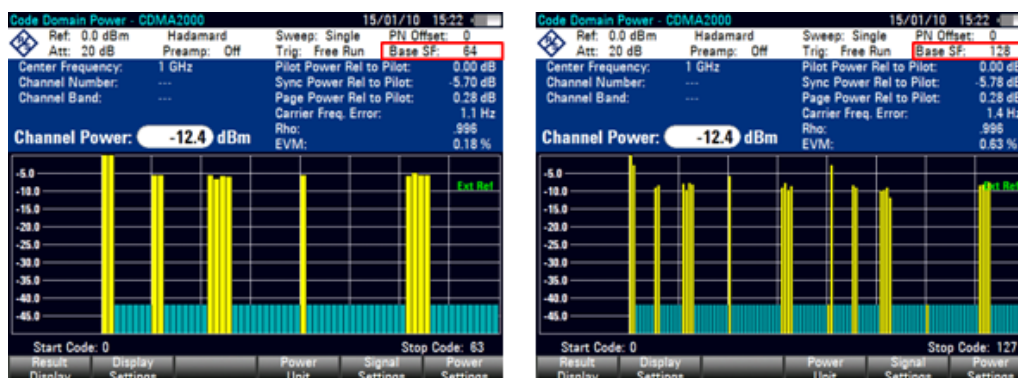 Code Domain Power - CDMA2000 15/01/10 15:22
Ref: 0.0 dBm Hadamard Sweep: Single PN Offset: 0
Att: 20 dB Preamp: Off Trig: Free Run Base SF: 64
Center Frequency: 1 GHz Pilot Power Rel to Pilot: 0.00 dB
Channel Number: --- Sync Power Rel to Pilot: -5.70 dB
Channel Band: --- Page Power Rel to Pilot: 0.28 dB
Carrier Freq. Error: 1.1 Hz
Rho: .996
Channel Power: -12.4 dBm EVM: 0.18 %
-5.0
Ext Ref
-10.0
-15.0
-20.0
-25.0
-30.0
-35.0
-40.0
-45.0
Start Code: 0 Stop Code: 63
Result Display Power Signal Power
Display Settings Unit Settings Settings
Code Domain Power - CDMA2000 15/01/10 15:22
Ref: 0.0 dBm Hadamard Sweep: Single PN Offset: 0
Att: 20 dB Preamp: Off Trig: Free Run Base SF: 128
Center Frequency: 1 GHz Pilot Power Rel to Pilot: 0.00 dB
Channel Number: --- Sync Power Rel to Pilot: -5.78 dB
Channel Band: --- Page Power Rel to Pilot: 0.28 dB
Carrier Freq. Error: 1.4 Hz
Rho: .996
Channel Power: -12.4 dBm EVM: 0.63 %
-5.0
Ext Ref
-10.0
-15.0
-20.0
-25.0
-30.0
-35.0
-40.0
-45.0
Start Code: 0 Stop Code: 127
Result Display Power Signal Power
Display Settings Unit Settings Settings